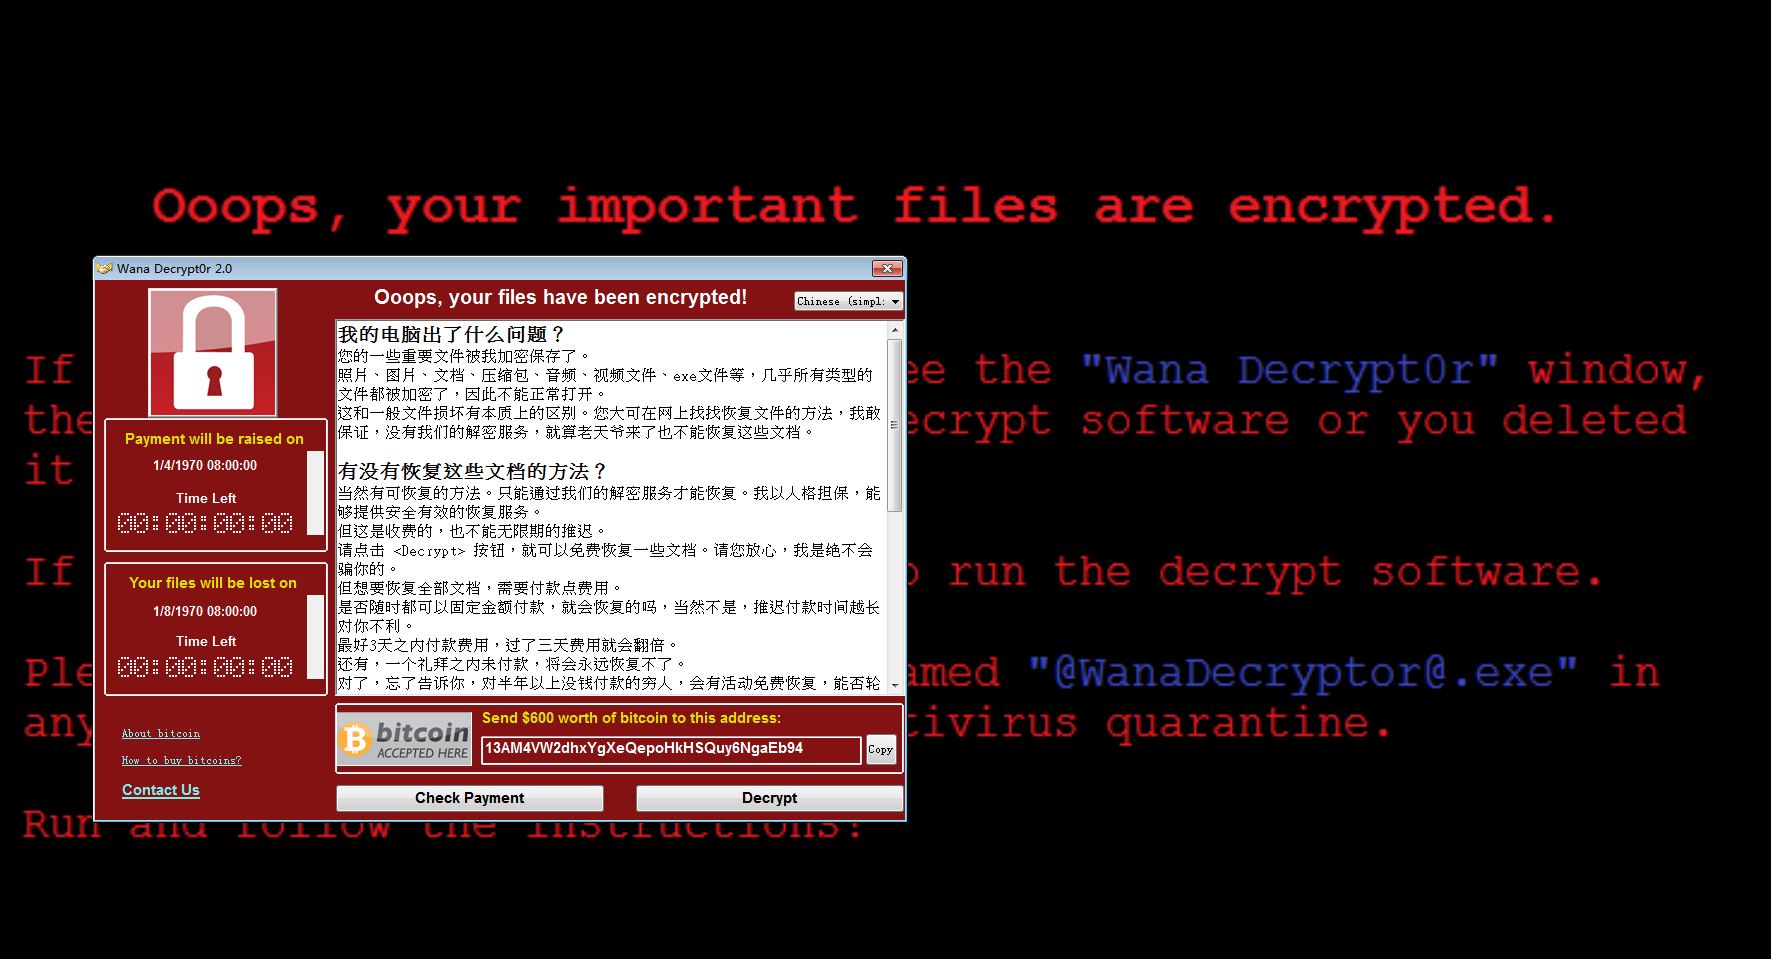 Ooops, your important files are encrypted.
If
ee the "Wana Decrypt0r" window,
the
ecrypt software or you deleted
it
If
run the decrypt software.
Ple
amed "@WanaDecryptor@.exe" in
any
tivirus quarantine.
Run and follow the instructions!
Wana Decrypt0r 2.0
Ooops, your files have been encrypted!
Chinese (simpl:
Payment will be raised on
1/4/1970 08:00:00
Time Left
00:00:00:00
Your files will be lost on
1/8/1970 08:00:00
Time Left
00:00:00:00
About bitcoin
How to buy bitcoins?
Contact Us
我的电脑出了什么问题？
您的一些重要文件被我加密保存了。
照片、图片、文档、压缩包、音频、视频文件、exe文件等，几乎所有类型的
文件都被加密了，因此不能正常打开。
这和一般文件损坏有本质上的区别。您大可在网上找找恢复文件的方法，我敢
保证，没有我们的解密服务，就算老天爷来了也不能恢复这些文档。
有没有恢复这些文档的方法？
当然有可恢复的方法。只能通过我们的解密服务才能恢复。我以人格担保，能
够提供安全有效的恢复服务。
但这是收费的，也不能无限期的推迟。
请点击 <Decrypt> 按钮，就可以免费恢复一些文档。请您放心，我是绝不会
骗你的。
但想要恢复全部文档，需要付款点费用。
是否随时都可以固定金额付款，就会恢复的吗，当然不是，推迟付款时间越长
对你不利。
最好3天之内付款费用，过了三天费用就会翻倍。
还有，一个礼拜之内未付款，将会永远恢复不了。
对了，忘了告诉你，对半年以上没钱付款的穷人，会有活动免费恢复，能否轮
bitcoin
ACCEPTED HERE
Send $600 worth of bitcoin to this address:
13AM4VW2dhxYgXeQepoHkHSQuy6NgaEb94
Copy
Check Payment
Decrypt